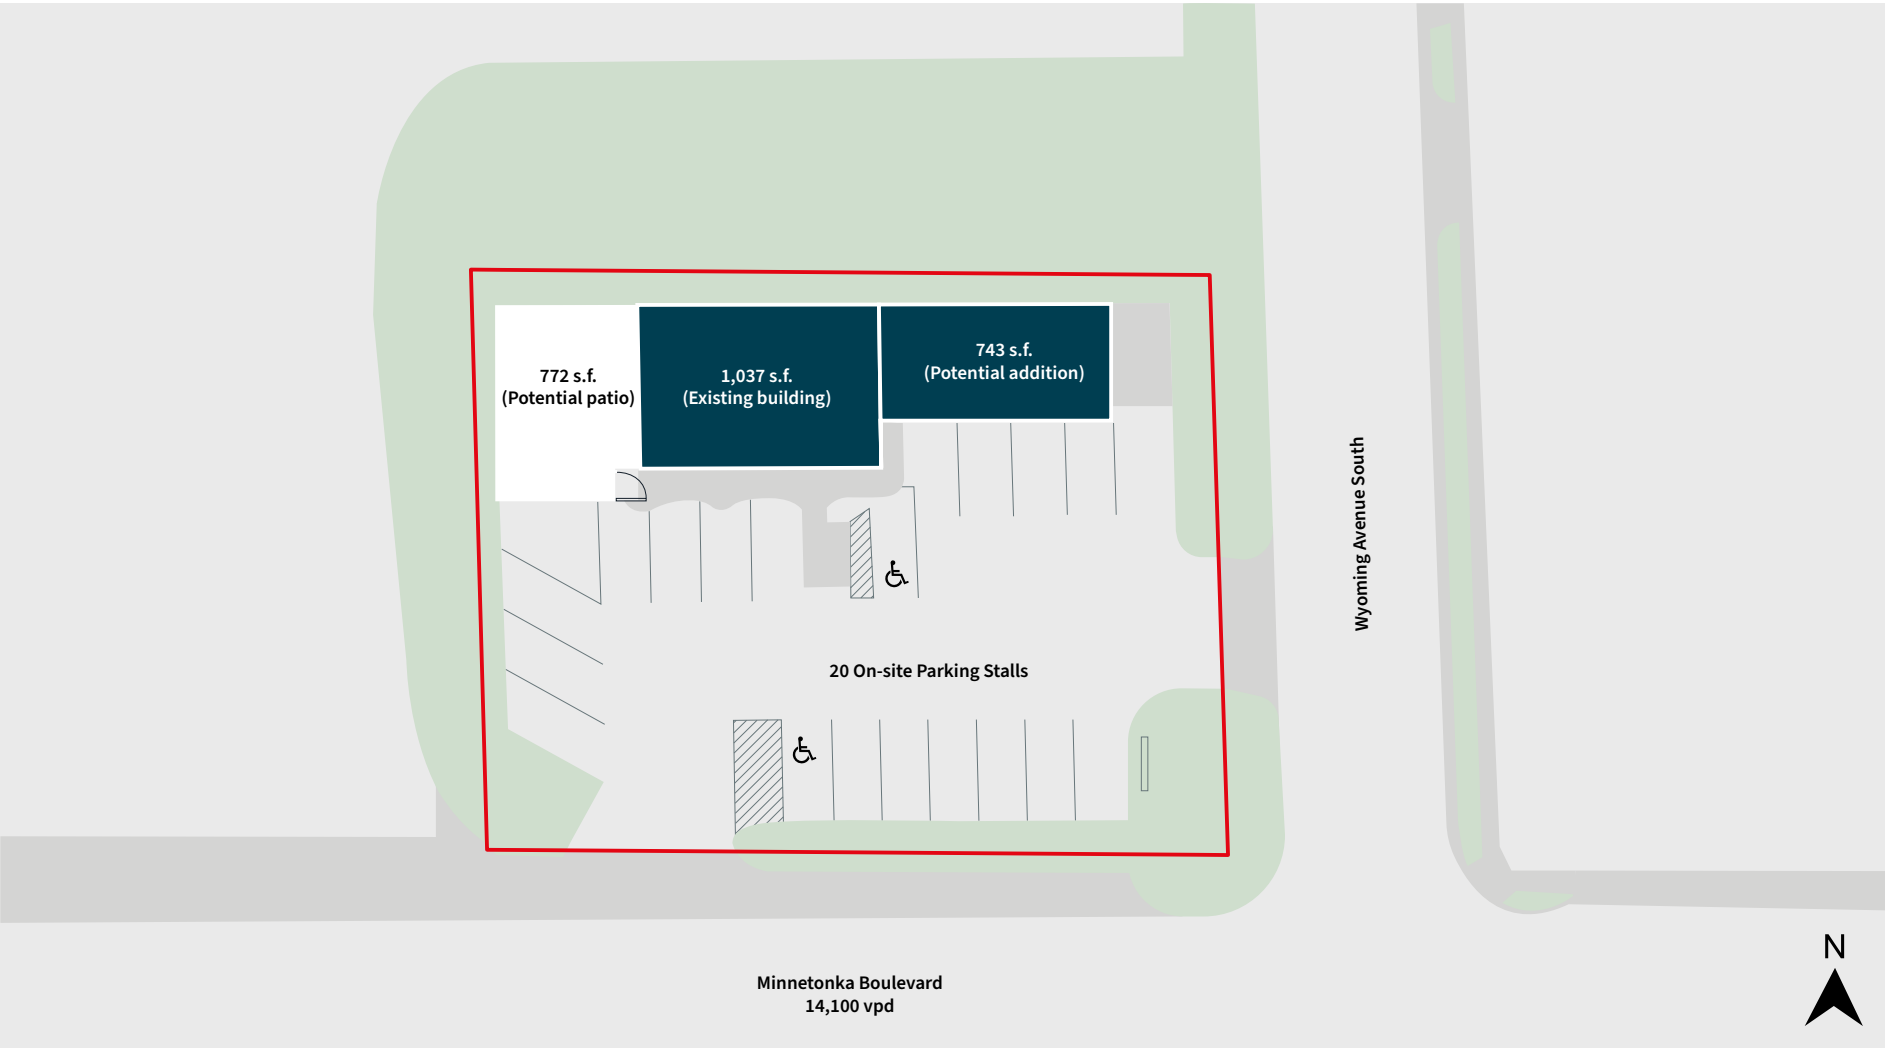 772 s.f.
(Potential patio)
1,037 s.f.
(Existing building)
743 s.f.
(Potential addition)
Wyoming Avenue South
20 On-site Parking Stalls
Minnetonka Boulevard
14,100 vpd
N